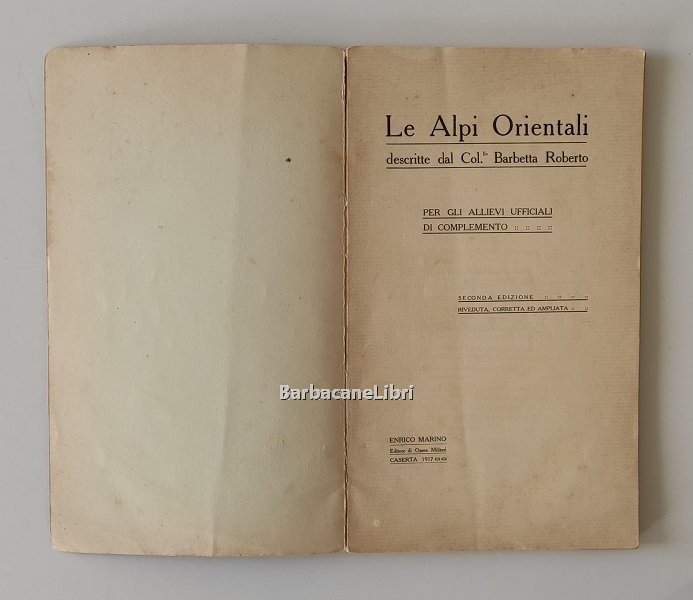 Le Alpi Orientali
descritte dal Col.llo Barbetta Roberto
PER GLI ALLIEVI UFFICIALI
DI COMPLEMENTO :: :: :: ::
SECONDA EDIZIONE :: :: :: ::
RIVEDUTA, CORRETTA ED AMPLIATA :: ::
BarbacaneLibri
ENRICO MARINO
Editore di Opere Militari
CASERTA 1917